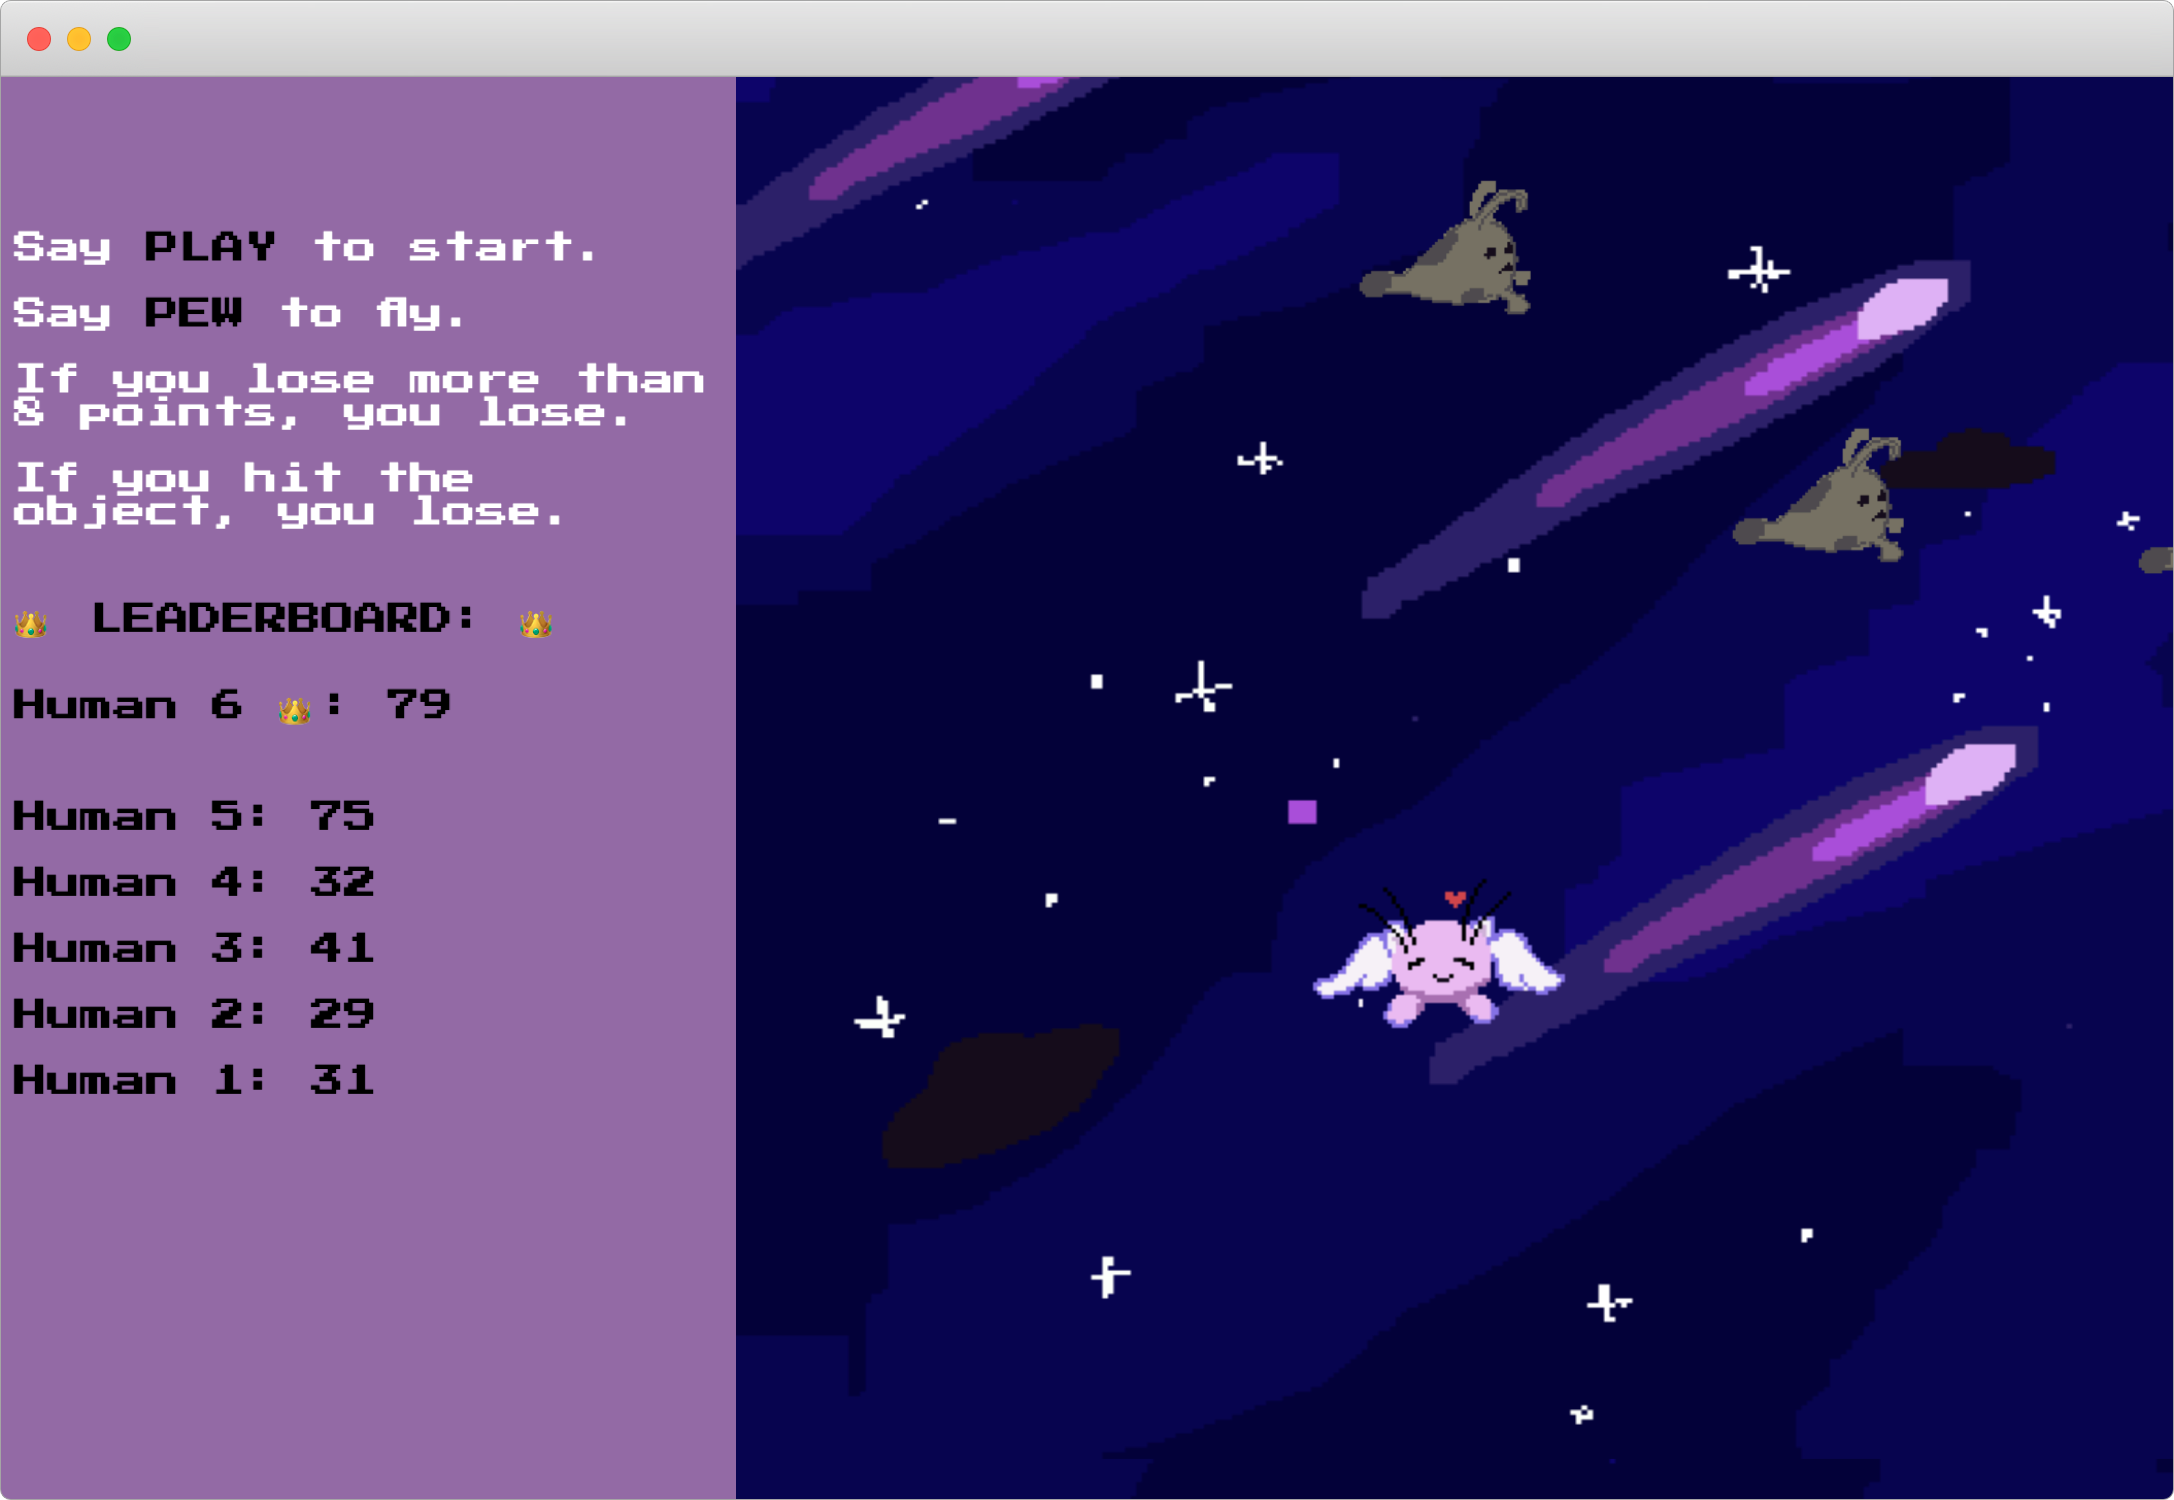 Say PLAY to start.
Say PEW to fly.
If you lose more than
8 points, you lose.
If you hit the
object, you lose.
👑 LEADERBOARD: 👑
Human 6 👑: 79
Human 5: 75
Human 4: 32
Human 3: 41
Human 2: 29
Human 1: 31